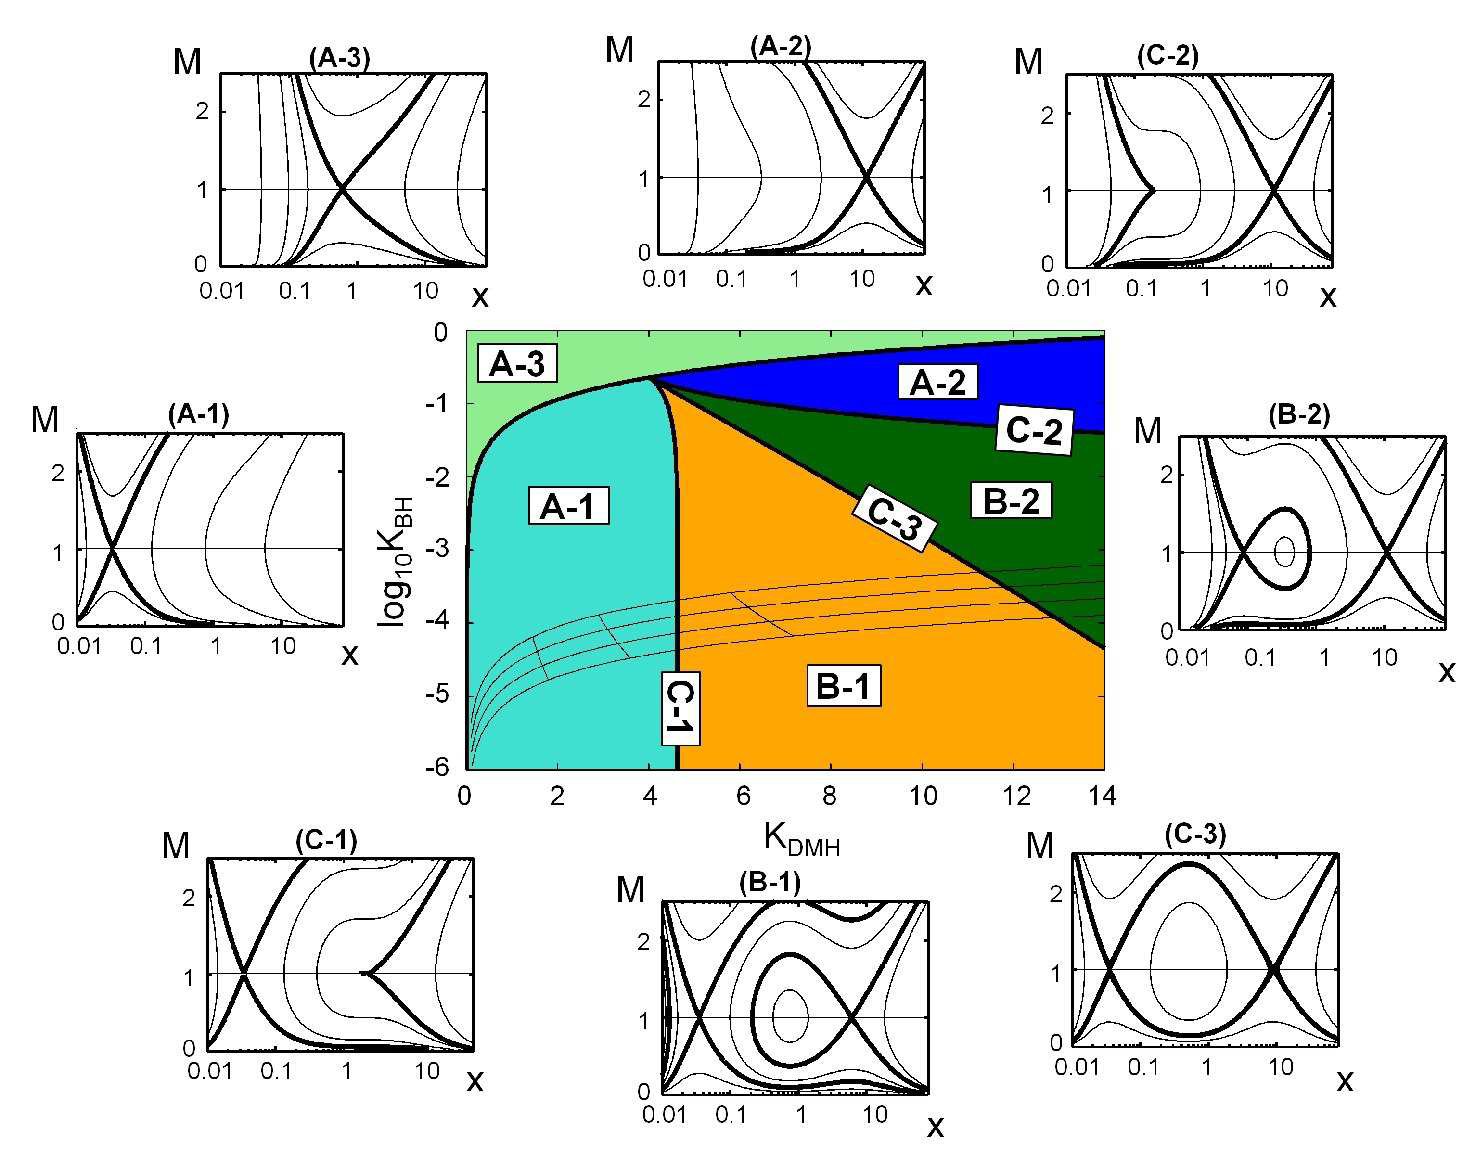 (A-3)
M
2
1
0
0.01 0.1 1 10
x
(A-2)
M
2
1
0
0.01 0.1 1 10
x
(C-2)
M
2
1
0
0.01 0.1 1 10
x
(A-1)
M
2
1
0
0.01 0.1 1 10
x
log10KBH
0
-1
-2
-3
-4
-5
-6
A-3
A-2
C-2
A-1
B-2
C-3
B-1
C-1
0 2 4 6 8 10 12 14
KDMH
(B-2)
M
2
1
0
0.01 0.1 1 10
x
(C-1)
M
2
1
0
0.01 0.1 1 10
x
(B-1)
M
2
1
0
0.01 0.1 1 10
x
(C-3)
M
2
1
0
0.01 0.1 1 10
x